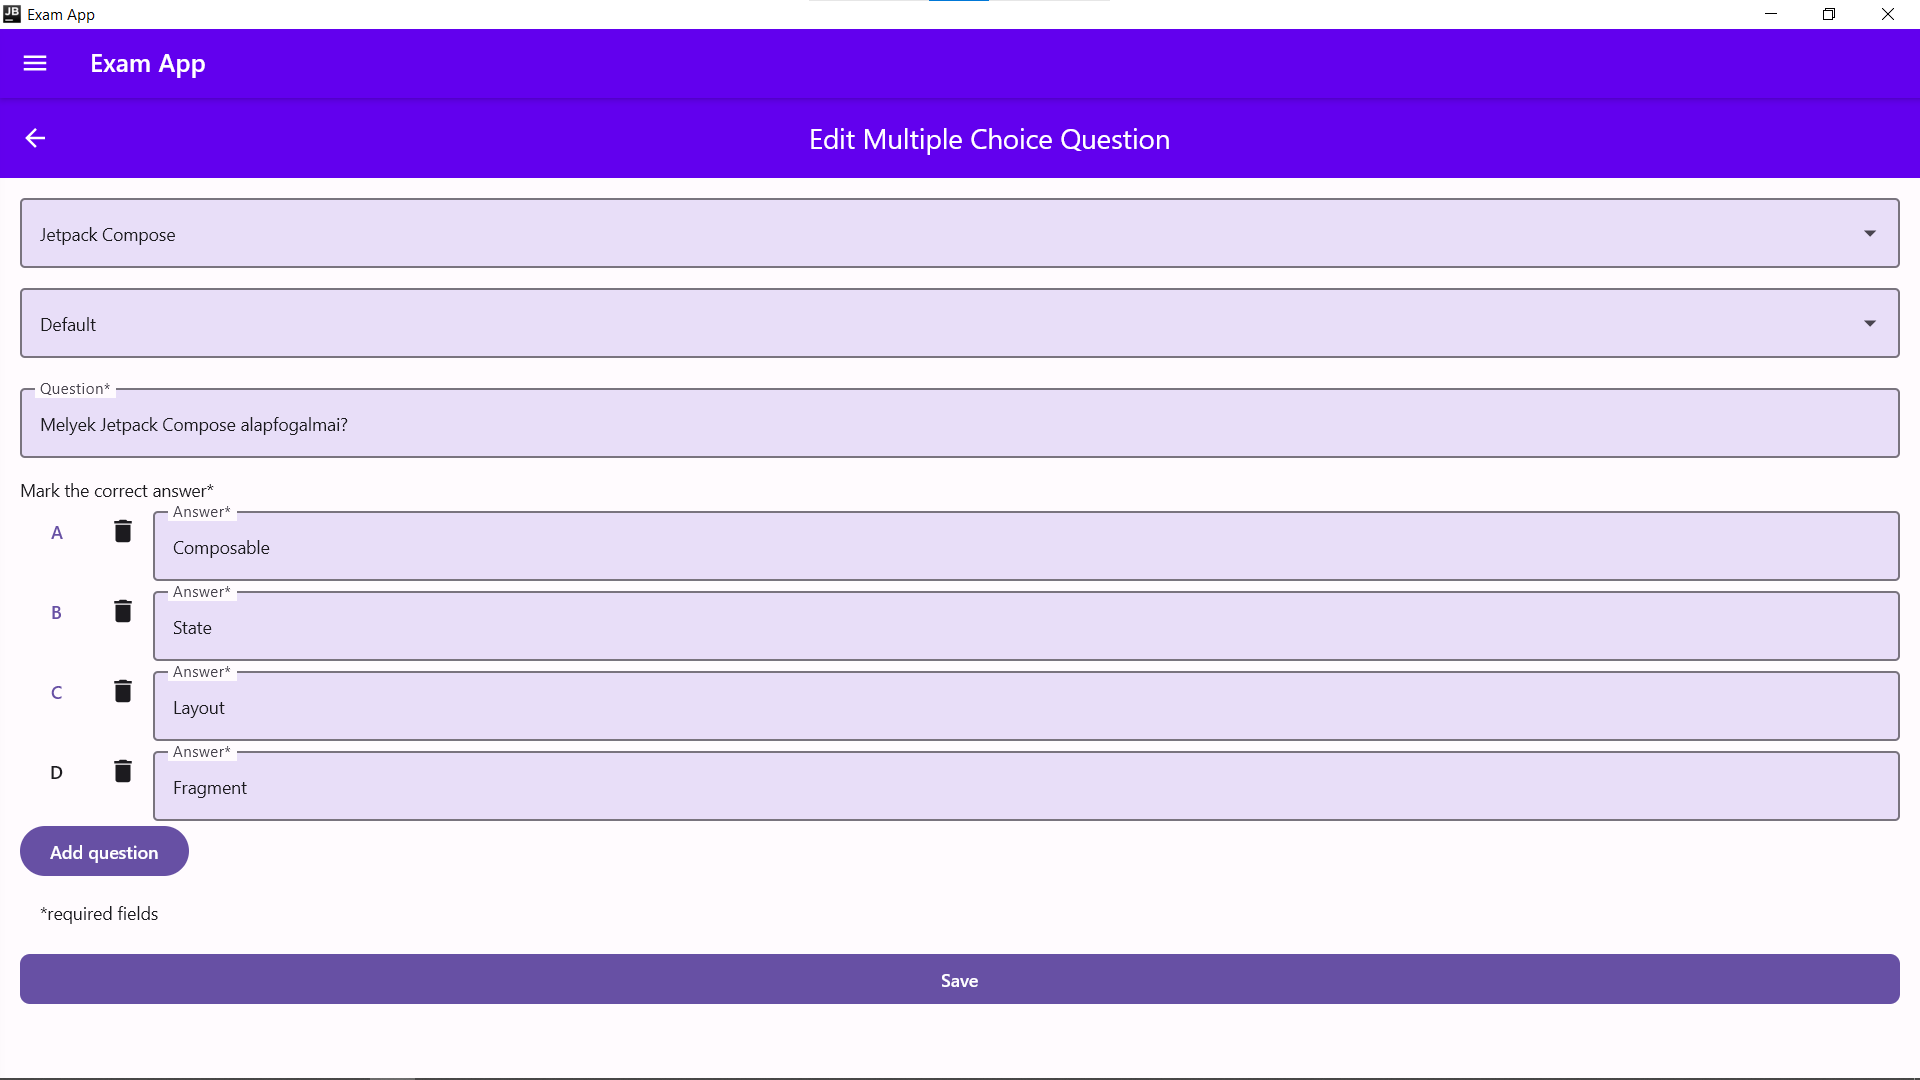 JB Exam App
Exam App
Edit Multiple Choice Question
Jetpack Compose
Default
Question*
Melyek Jetpack Compose alapfogalmai?
Mark the correct answer*
Answer*
A Composable
Answer*
B State
Answer*
C Layout
Answer*
D Fragment
Add question
*required fields
Save